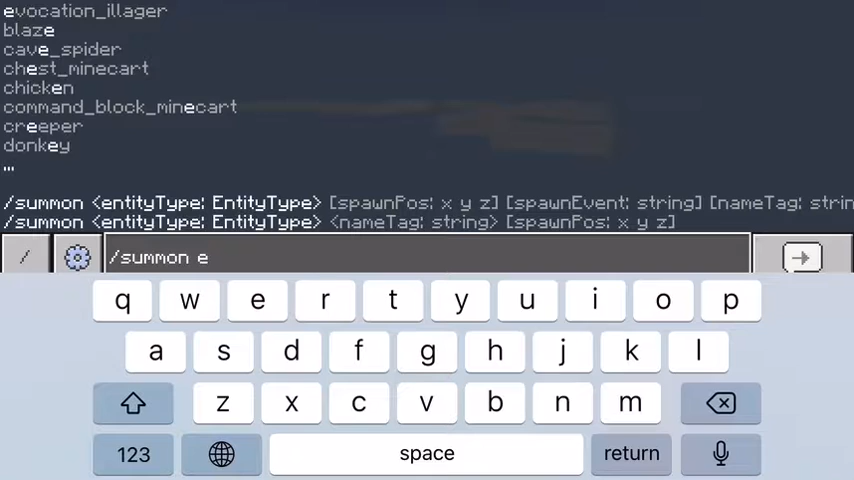 evocation_illager
blaze
cave_spider
chest_minecart
chicken
command_block_minecart
creeper
donkey
...
/summon <entityType: EntityType> [spawnPos: x y z] [spawnEvent: string] [nameTag: strin
/summon <entityType: EntityType> <nameTag: string> [spawnPos: x y z]
/ /summon e
q w e r t y u i o p
a s d f g h j k l
z x c v b n m
123 space return